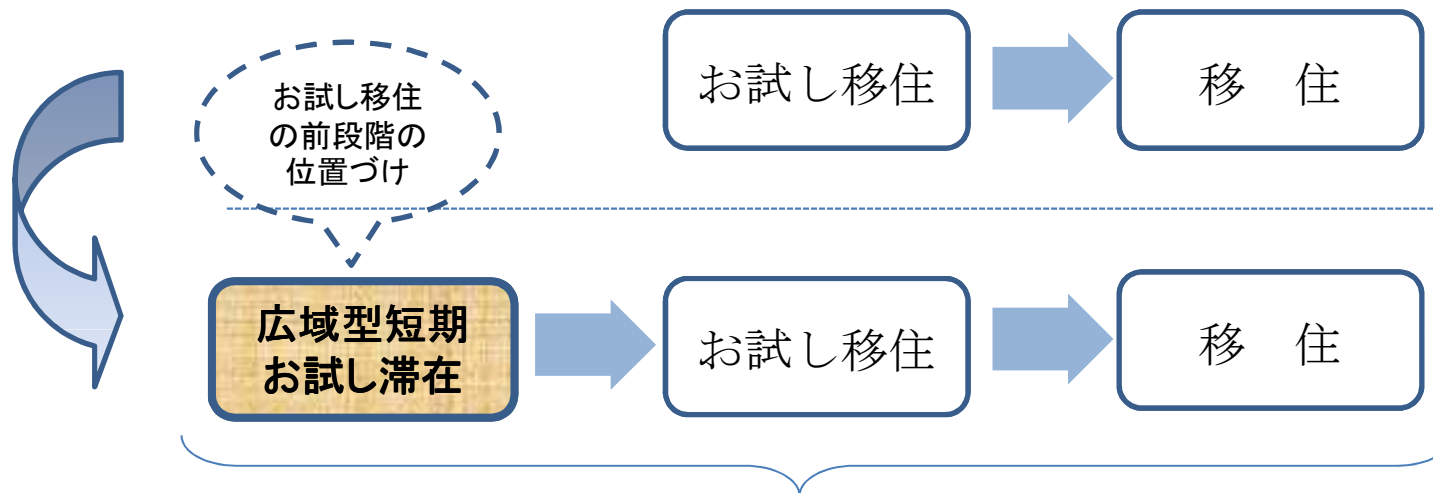 お試し移住
の前段階の
位置づけ
お試し移住
移　住
広域型短期
お試し滞在
お試し移住
移　住